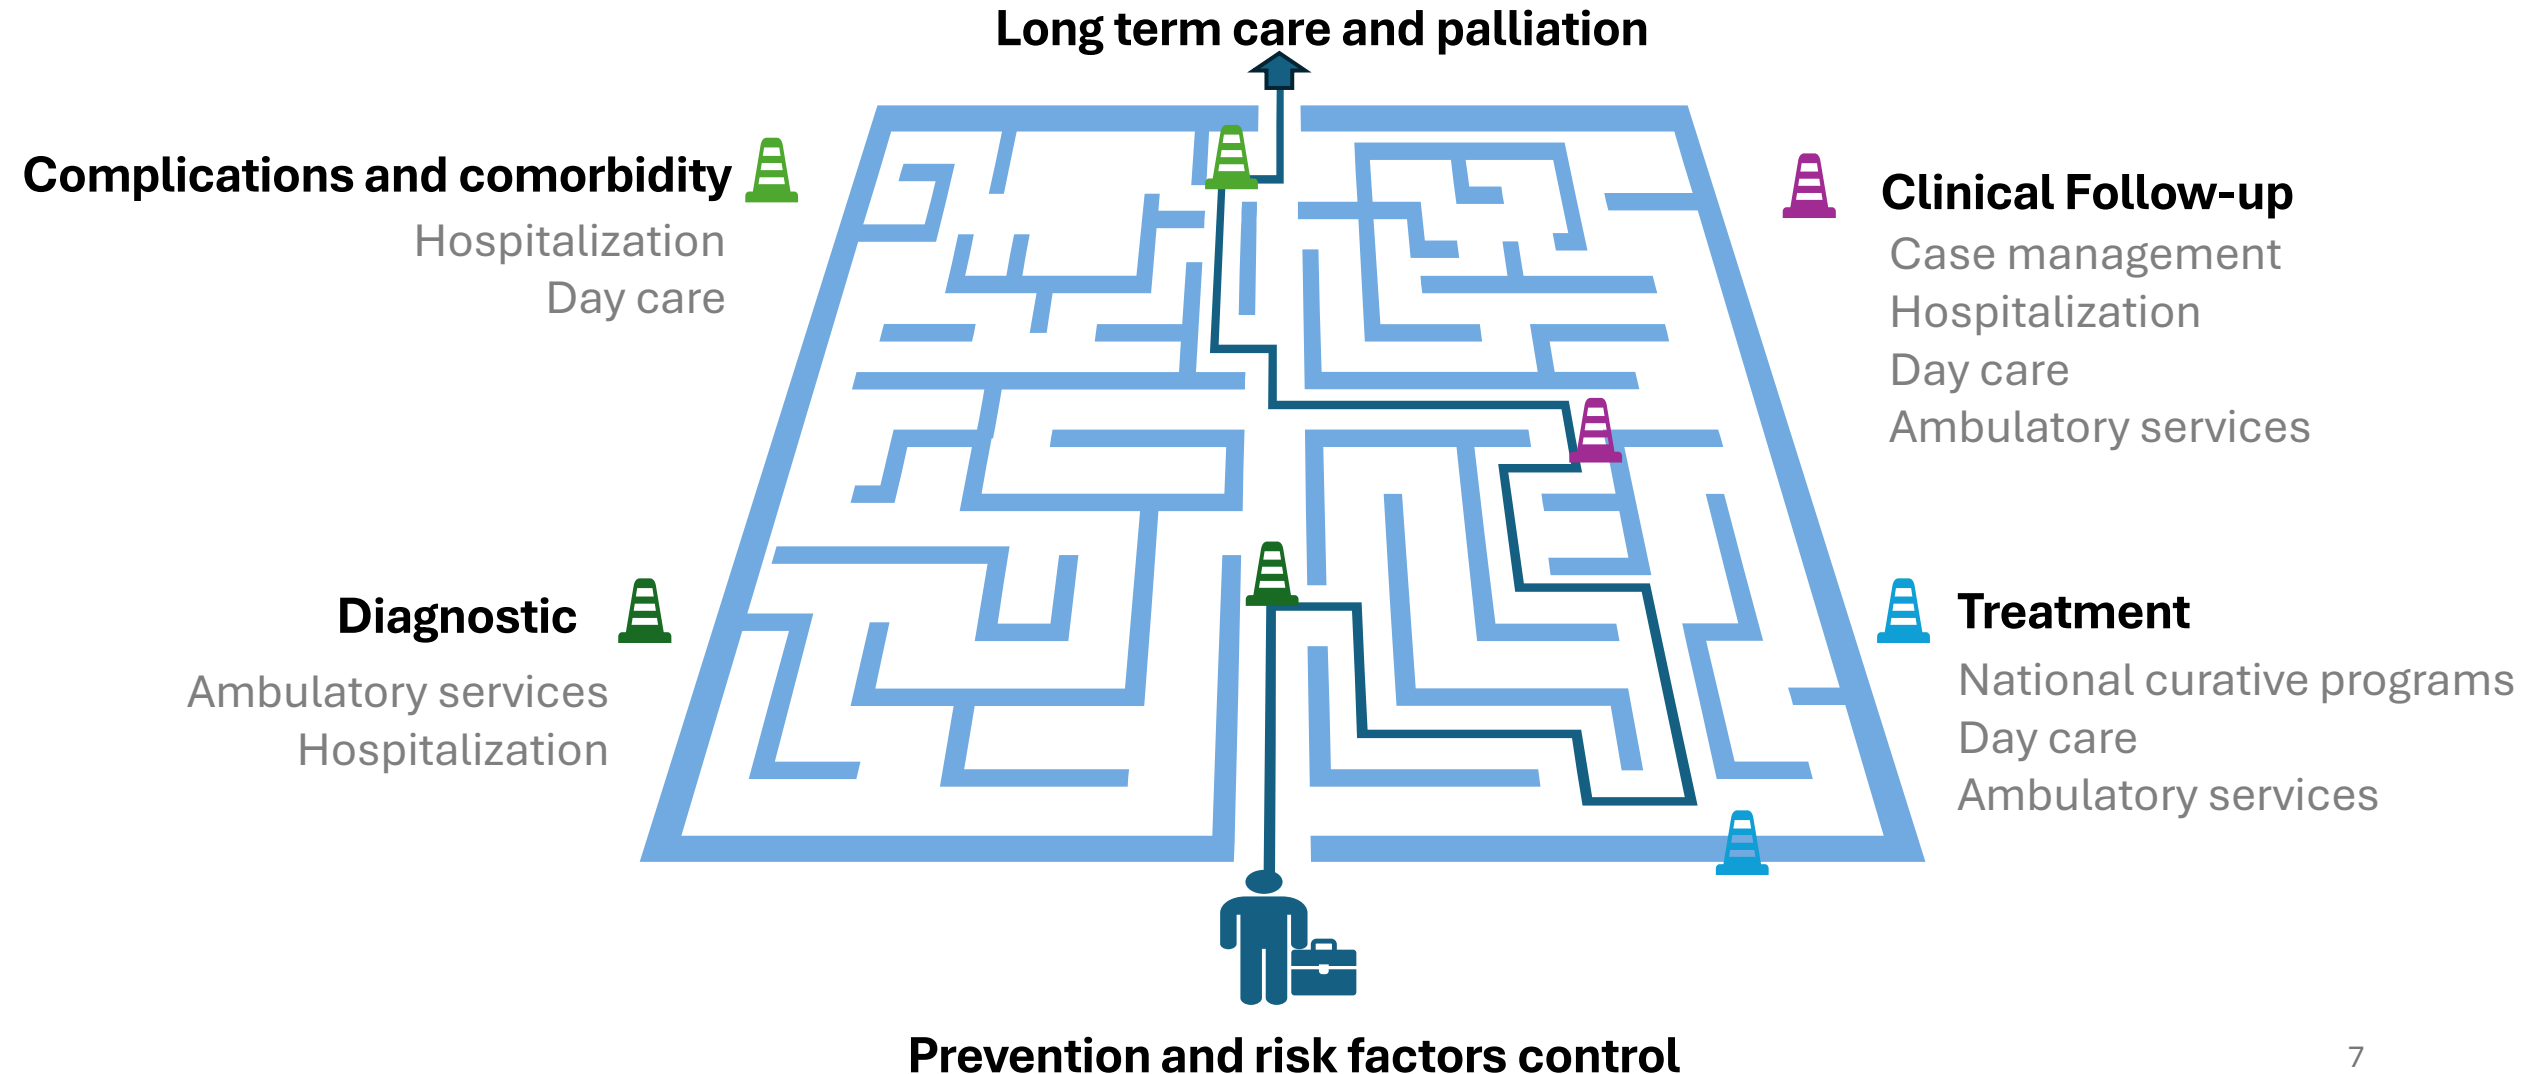 Long term care and palliation
Complications and comorbidity
Hospitalization
Day care
Clinical Follow-up
Case management
Hospitalization
Day care
Ambulatory services
Diagnostic
Ambulatory services
Hospitalization
Treatment
National curative programs
Day care
Ambulatory services
Prevention and risk factors control
7